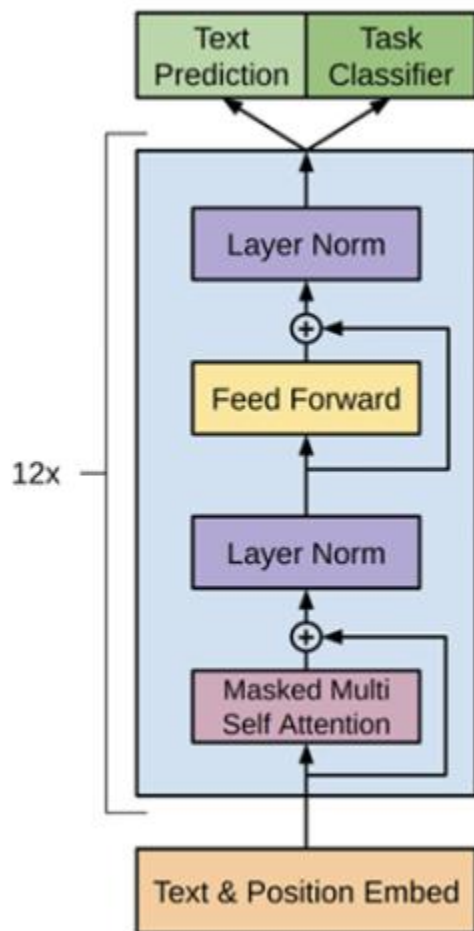 Text
Prediction
Task
Classifier
Layer Norm
+
Feed Forward
12x
Layer Norm
+
Masked Multi
Self Attention
Text & Position Embed